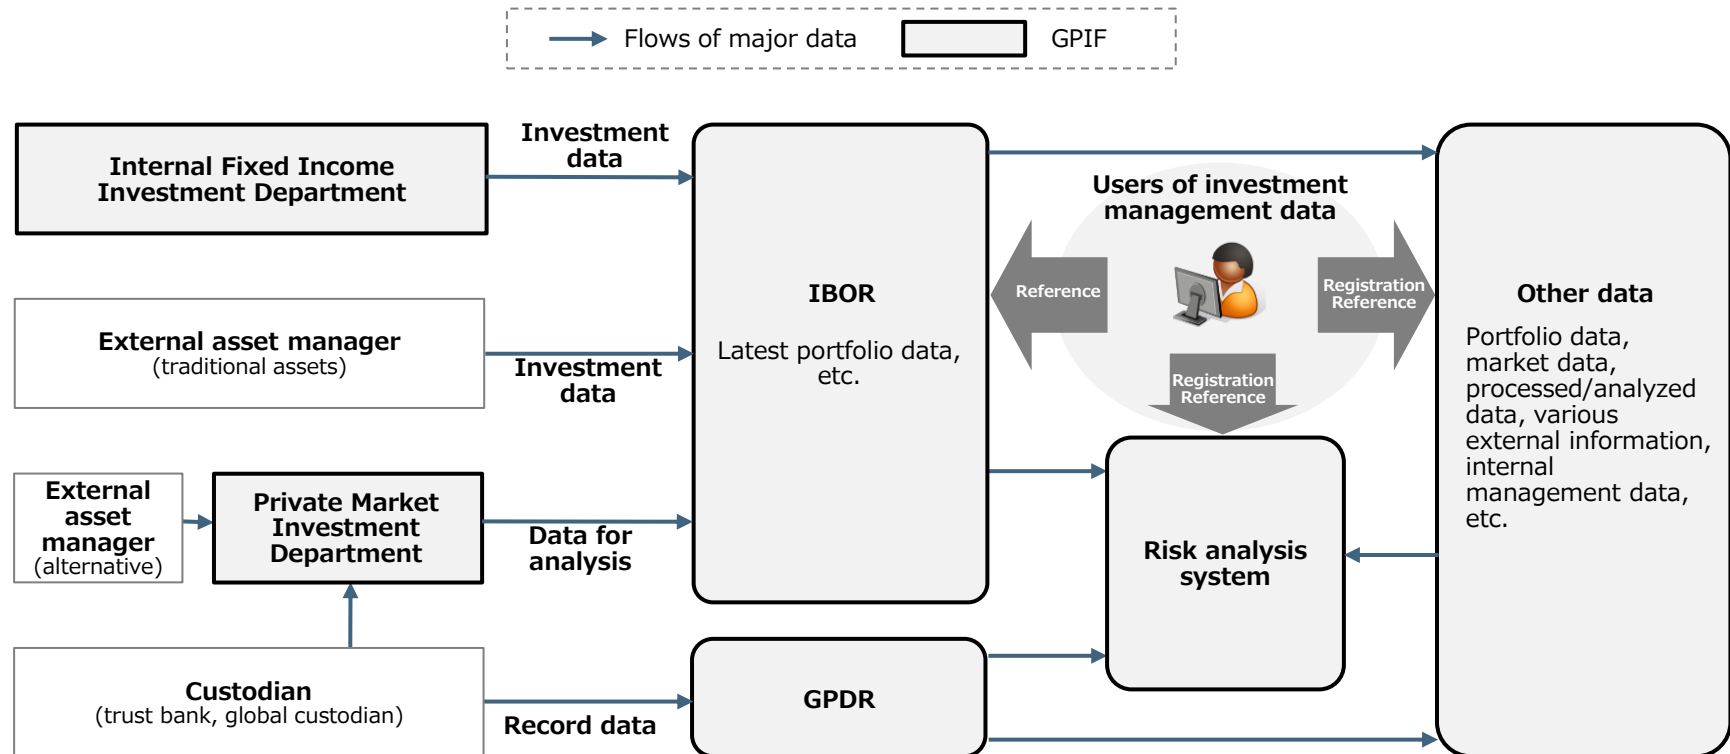 Flows of major data
GPIF
Internal Fixed Income
Investment Department
Investment
data
External asset manager
(traditional assets)
Investment
data
External
asset
manager
(alternative)
Private Market
Investment
Department
Data for
analysis
Custodian
(trust bank, global custodian)
Record data
IBOR
Latest portfolio data,
etc.
GPDR
Users of investment
management data
Reference
Registration
Reference
Registration
Reference
Risk analysis
system
Other data
Portfolio data,
market data,
processed/analyzed
data, various
external information,
internal
management data,
etc.